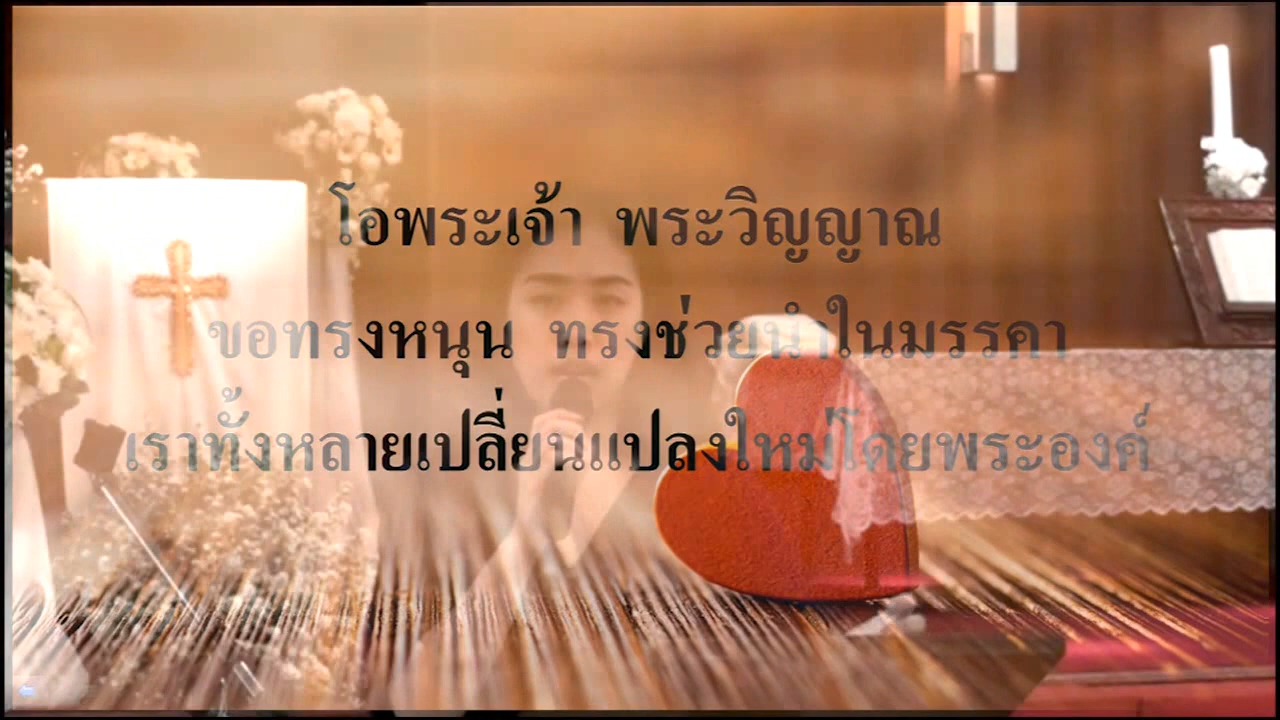 โอพระเจ้า พระวิญญาณ
ขอทรงหนุน ทรงช่วยนำในมรรคา
เราทั้งหลายเปลี่ยนแปลงใหม่โดยพระองค์